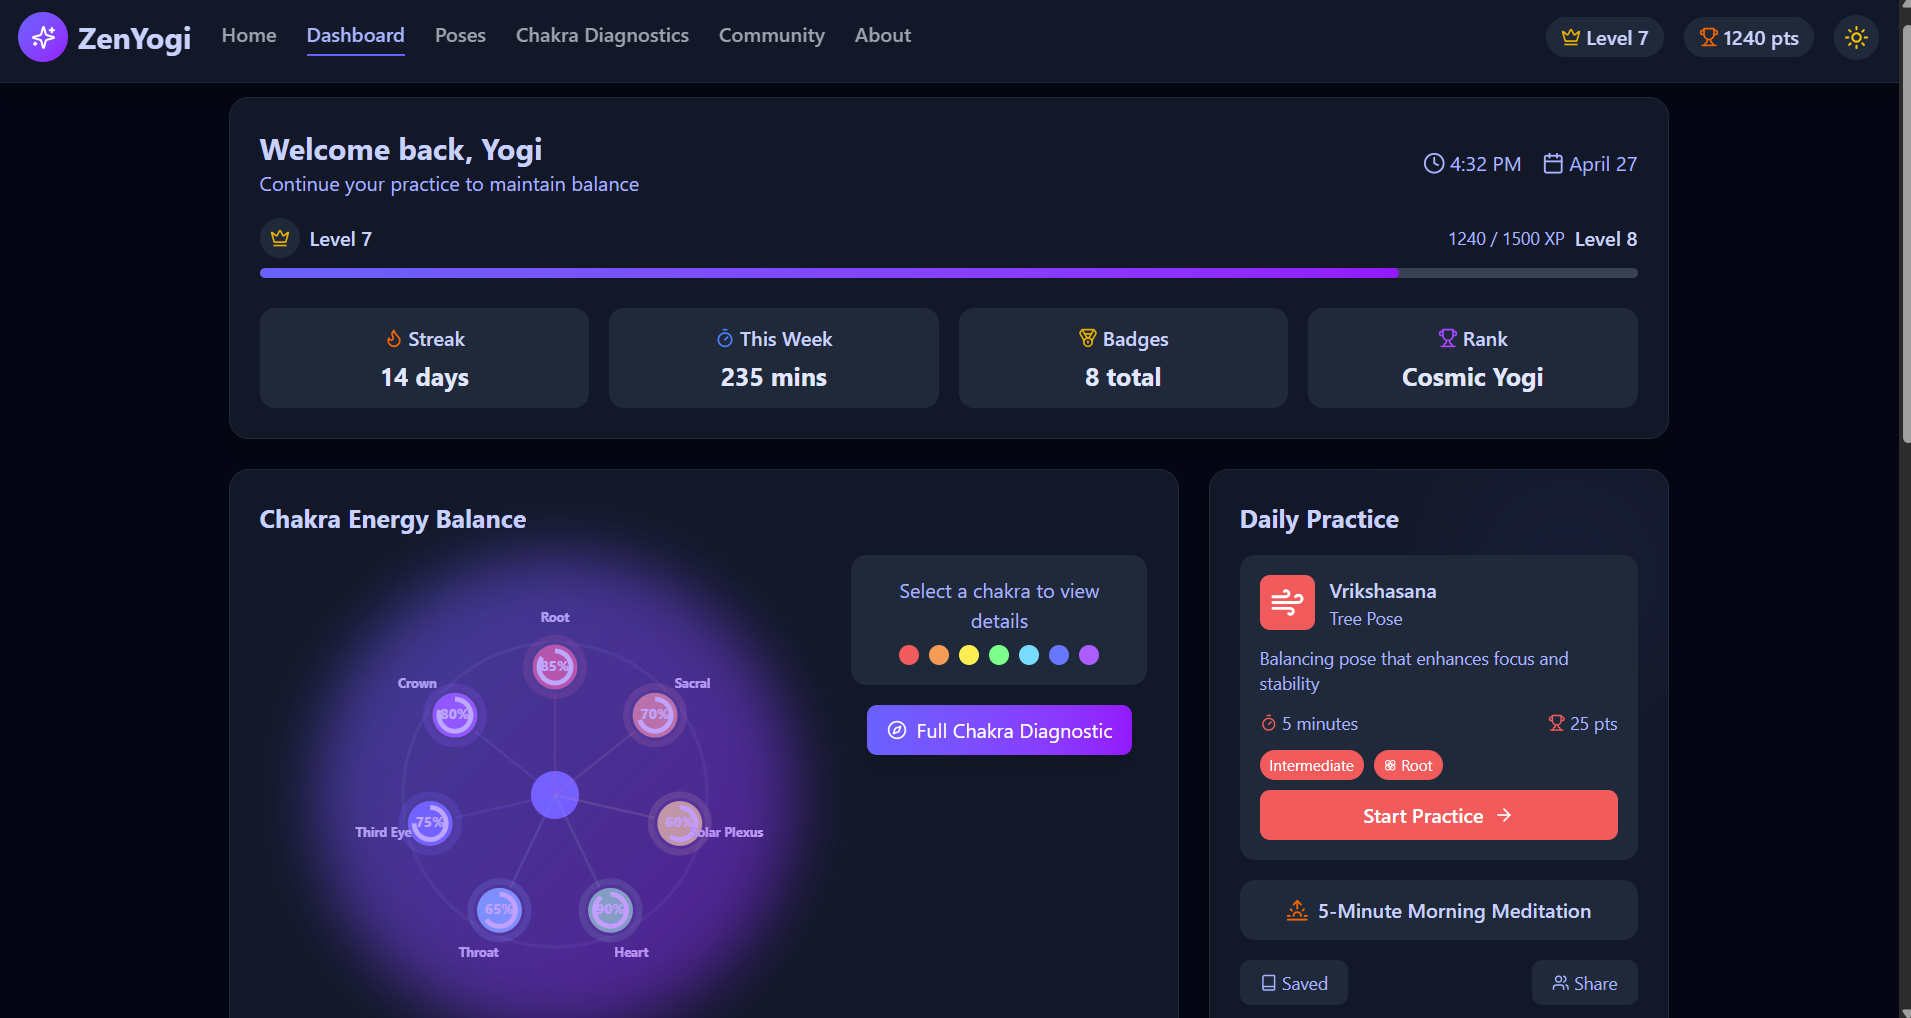 ZenYogi
Home
Dashboard
Poses
Chakra Diagnostics
Community
About
Level 7
1240 pts
Welcome back, Yogi
Continue your practice to maintain balance
4:32 PM
April 27
Level 7
1240 / 1500 XP
Level 8
Streak
14 days
This Week
235 mins
Badges
8 total
Rank
Cosmic Yogi
Chakra Energy Balance
Root
85%
Sacral
70%
60%
Solar Plexus
90%
Heart
65%
Throat
75%
Third Eye
80%
Crown
Select a chakra to view
details
Full Chakra Diagnostic
Daily Practice
Vrikshasana
Tree Pose
Balancing pose that enhances focus and
stability
5 minutes
25 pts
Intermediate
Root
Start Practice
5-Minute Morning Meditation
Saved
Share